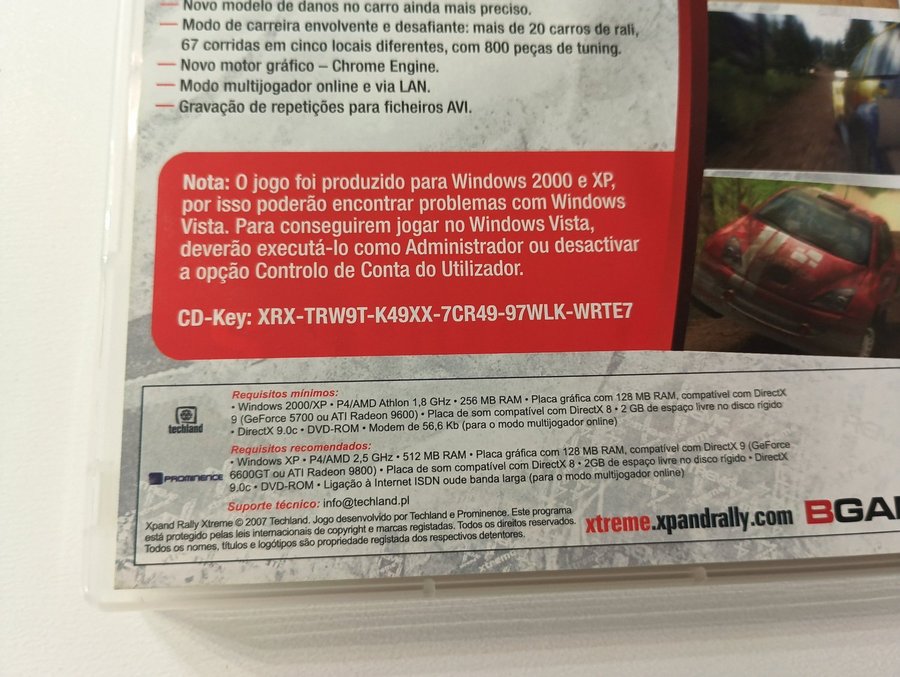 Novo modelo de danos no carro ainda mais preciso.
— Modo de carreira envolvente e desafiante: mais de 20 carros de rali,
67 corridas em cinco locais diferentes, com 800 peças de tuning.
— Novo motor gráfico – Chrome Engine.
— Modo multijogador online e via LAN.
— Gravação de repetições para ficheiros AVI.
Nota: O jogo foi produzido para Windows 2000 e XP,
por isso poderão encontrar problemas com Windows
Vista. Para conseguirem jogar no Windows Vista,
deverão executá-lo como Administrador ou desactivar
a opção Controlo de Conta do Utilizador.
CD-Key: XRX-TRW9T-K49XX-7CR49-97WLK-WRTE7
techland
PROMINENCE
Requisitos mínimos:
• Windows 2000/XP • P4/AMD Athlon 1,8 GHz • 256 MB RAM • Placa gráfica com 128 MB RAM, compatível com DirectX
9 (GeForce 5700 ou ATI Radeon 9600) • Placa de som compatível com DirectX 8 • 2 GB de espaço livre no disco rígido
• DirectX 9.0c • DVD-ROM • Modem de 56,6 Kb (para o modo multijogador online)
Requisitos recomendados:
• Windows XP • P4/AMD 2,5 GHz • 512 MB RAM • Placa gráfica com 128 MB RAM, compatível com DirectX 9 (GeForce
6600GT ou ATI Radeon 9800) • Placa de som compatível com DirectX 8 • 2GB de espaço livre no disco rígido • DirectX
9.0c • DVD-ROM • Ligação à Internet ISDN oude banda larga (para o modo multijogador online)
Suporte técnico: info@techland.pl
Xpand Rally Xtreme © 2007 Techland. Jogo desenvolvido por Techland e Prominence. Este programa
está protegido pelas leis internacionais de copyright e marcas registadas. Todos os direitos reservados.
Todos os nomes, títulos e logótipos são propriedade registada dos respectivos detentores.
xtreme.xpandrally.com
BGA